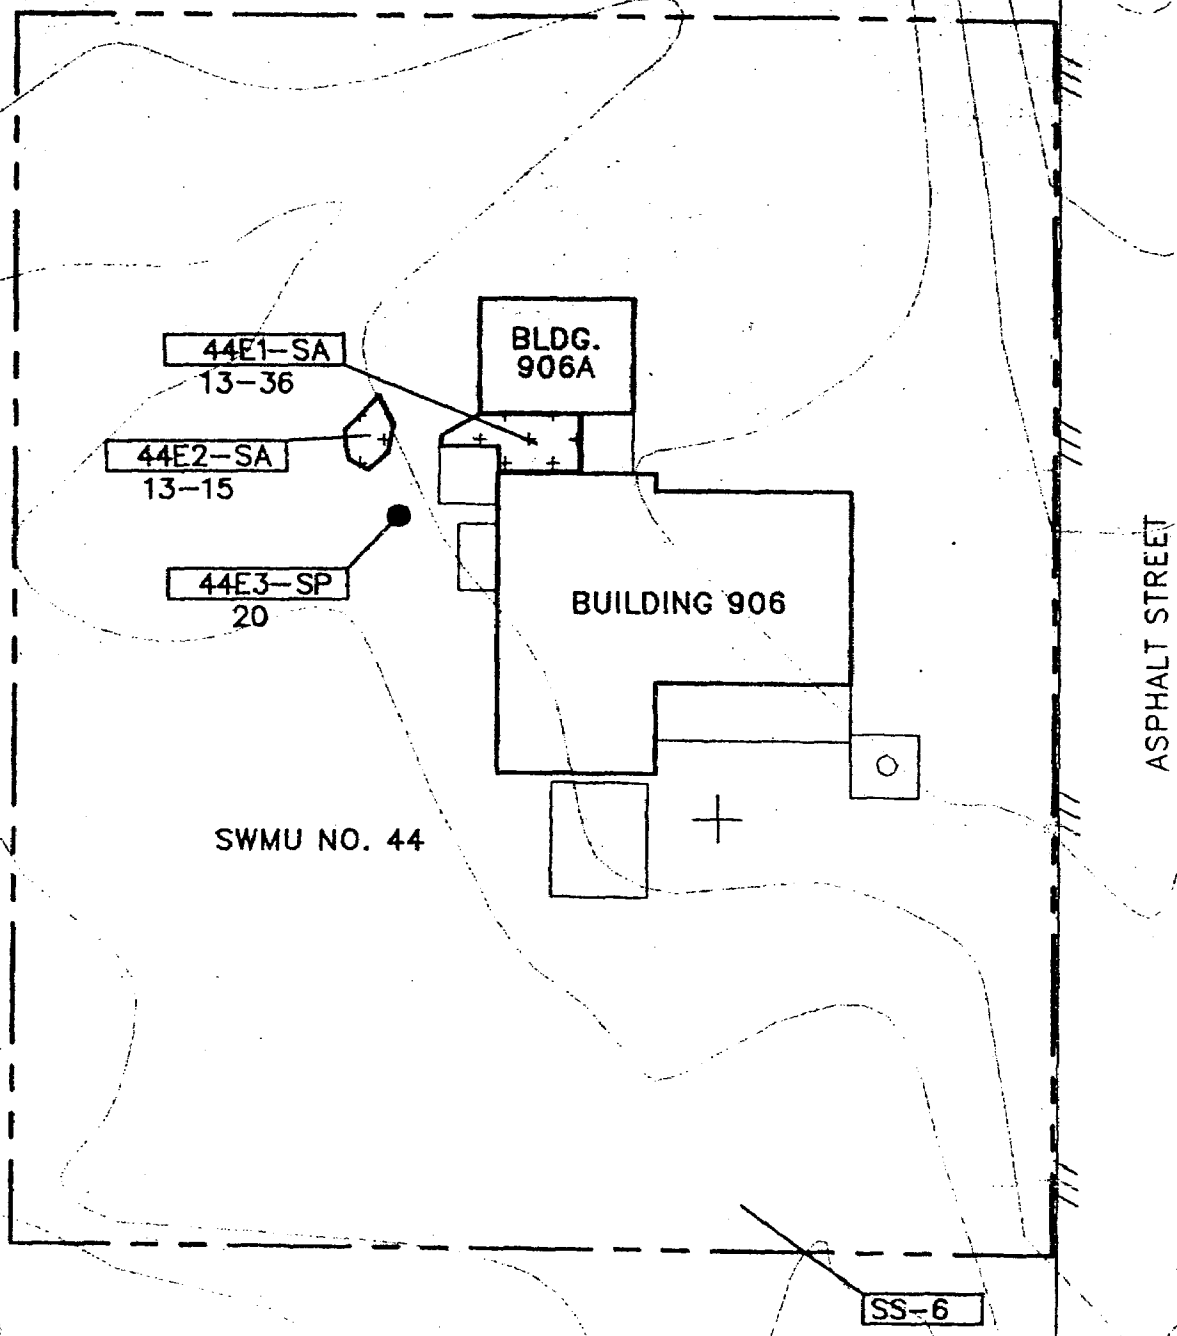 BLDG.
906A
44E1-SA
13-36
44E2-SA
13-15
44E3-SP
20
BUILDING 906
ASPHALT STREET
SWMU NO. 44
SS-6